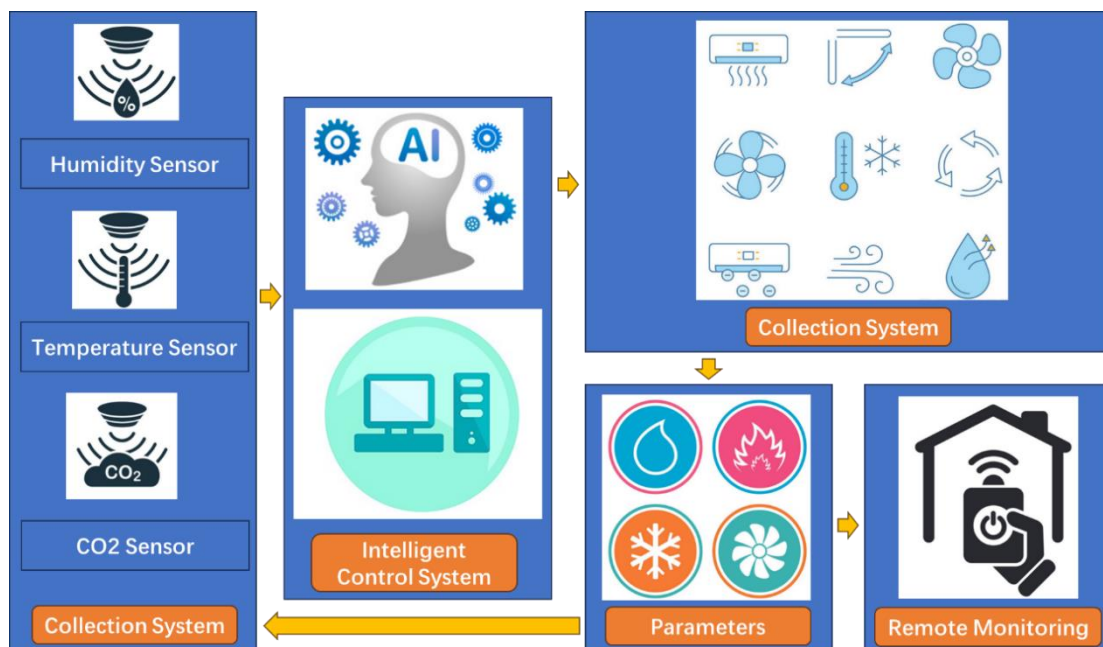 %
Humidity Sensor
Temperature Sensor
CO₂
CO2 Sensor
Collection System
AI
Intelligent
Control System
Collection System
Parameters
Remote Monitoring